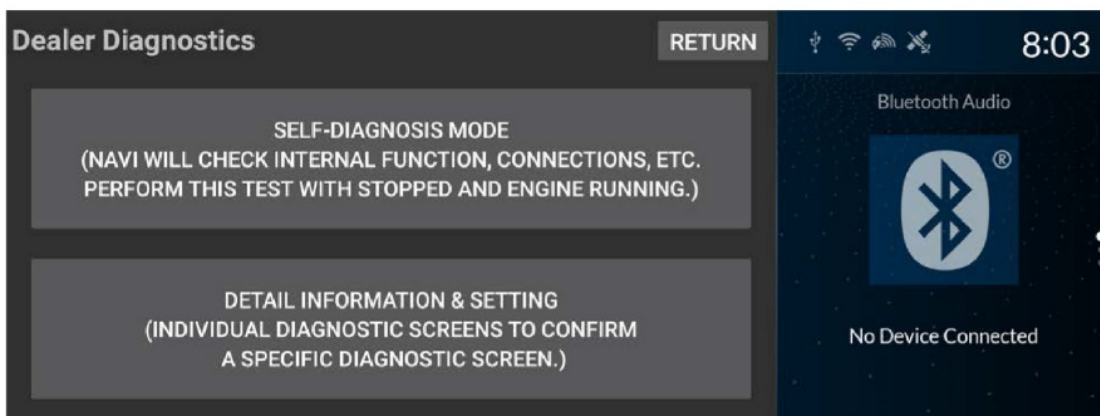 Dealer Diagnostics
RETURN
8:03
SELF-DIAGNOSIS MODE
(NAVI WILL CHECK INTERNAL FUNCTION, CONNECTIONS, ETC.
PERFORM THIS TEST WITH STOPPED AND ENGINE RUNNING.)
DETAIL INFORMATION & SETTING
(INDIVIDUAL DIAGNOSTIC SCREENS TO CONFIRM
A SPECIFIC DIAGNOSTIC SCREEN.)
Bluetooth Audio
®
No Device Connected